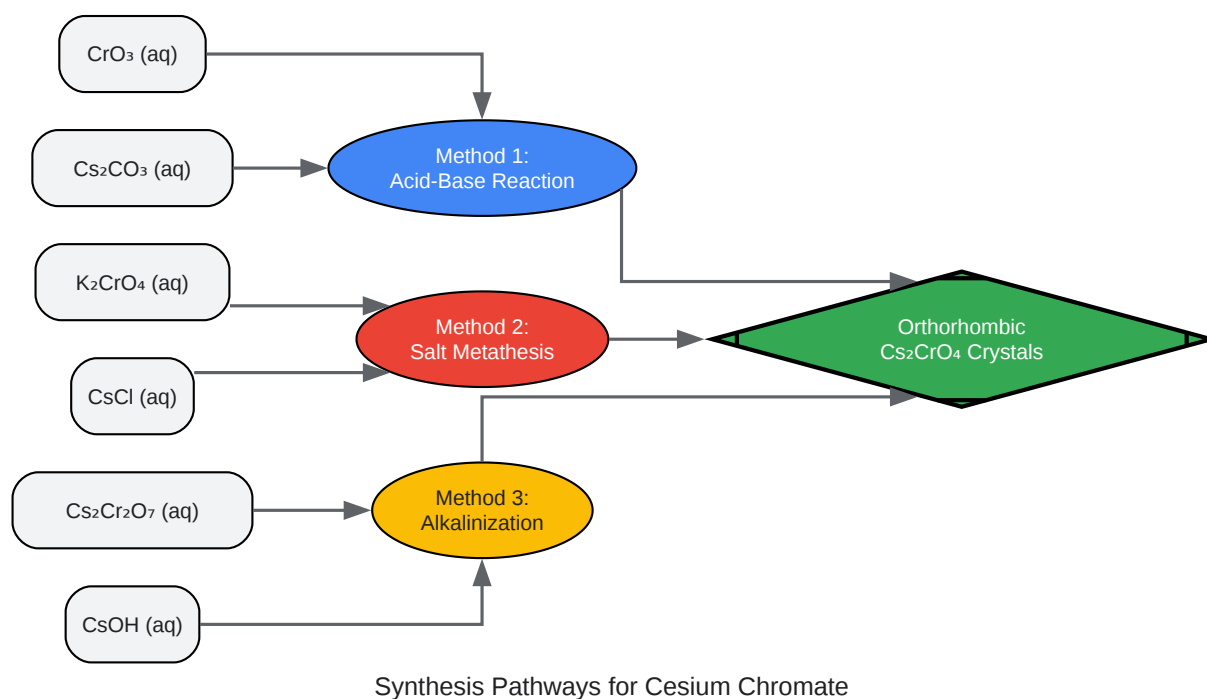 CrO₃ (aq)
Cs₂CO₃ (aq)
K₂CrO₄ (aq)
CsCl (aq)
Cs₂Cr₂O₇ (aq)
CsOH (aq)
Method 1:
Acid-Base Reaction
Method 2:
Salt Metathesis
Method 3:
Alkalinization
Orthorhombic
Cs₂CrO₄ Crystals
Synthesis Pathways for Cesium Chromate